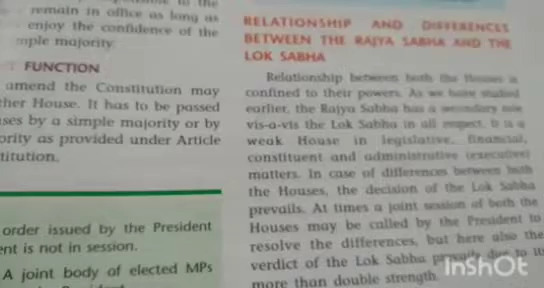 remain in office as long as
enjoy the confidence of the
majority.
FUNCTION
amend the Constitution may
ther House. It has to be passed
ses by a simple majority or by
ority as provided under Article
titution.
order issued by the President
ent is not in session.
A joint body of elected MPs
RELATIONSHIP AND DIFFERENCES
BETWEEN THE RAJYA SABHA AND THE
LOK SABHA
Relationship between both the Houses is
confined to their powers. As we have studied
earlier, the Rajya Sabha has a secondary role
vis-a-vis the Lok Sabha in all respect. It is a
weak House in legislative, financial,
constituent and administrative (executive)
matters. In case of differences between both
the Houses, the decision of the Lok Sabha
prevails. At times a joint session of both the
Houses may be called by the President to
resolve the differences, but here also the
verdict of the Lok Sabha prevails due to its
more than double strength.
InShOt